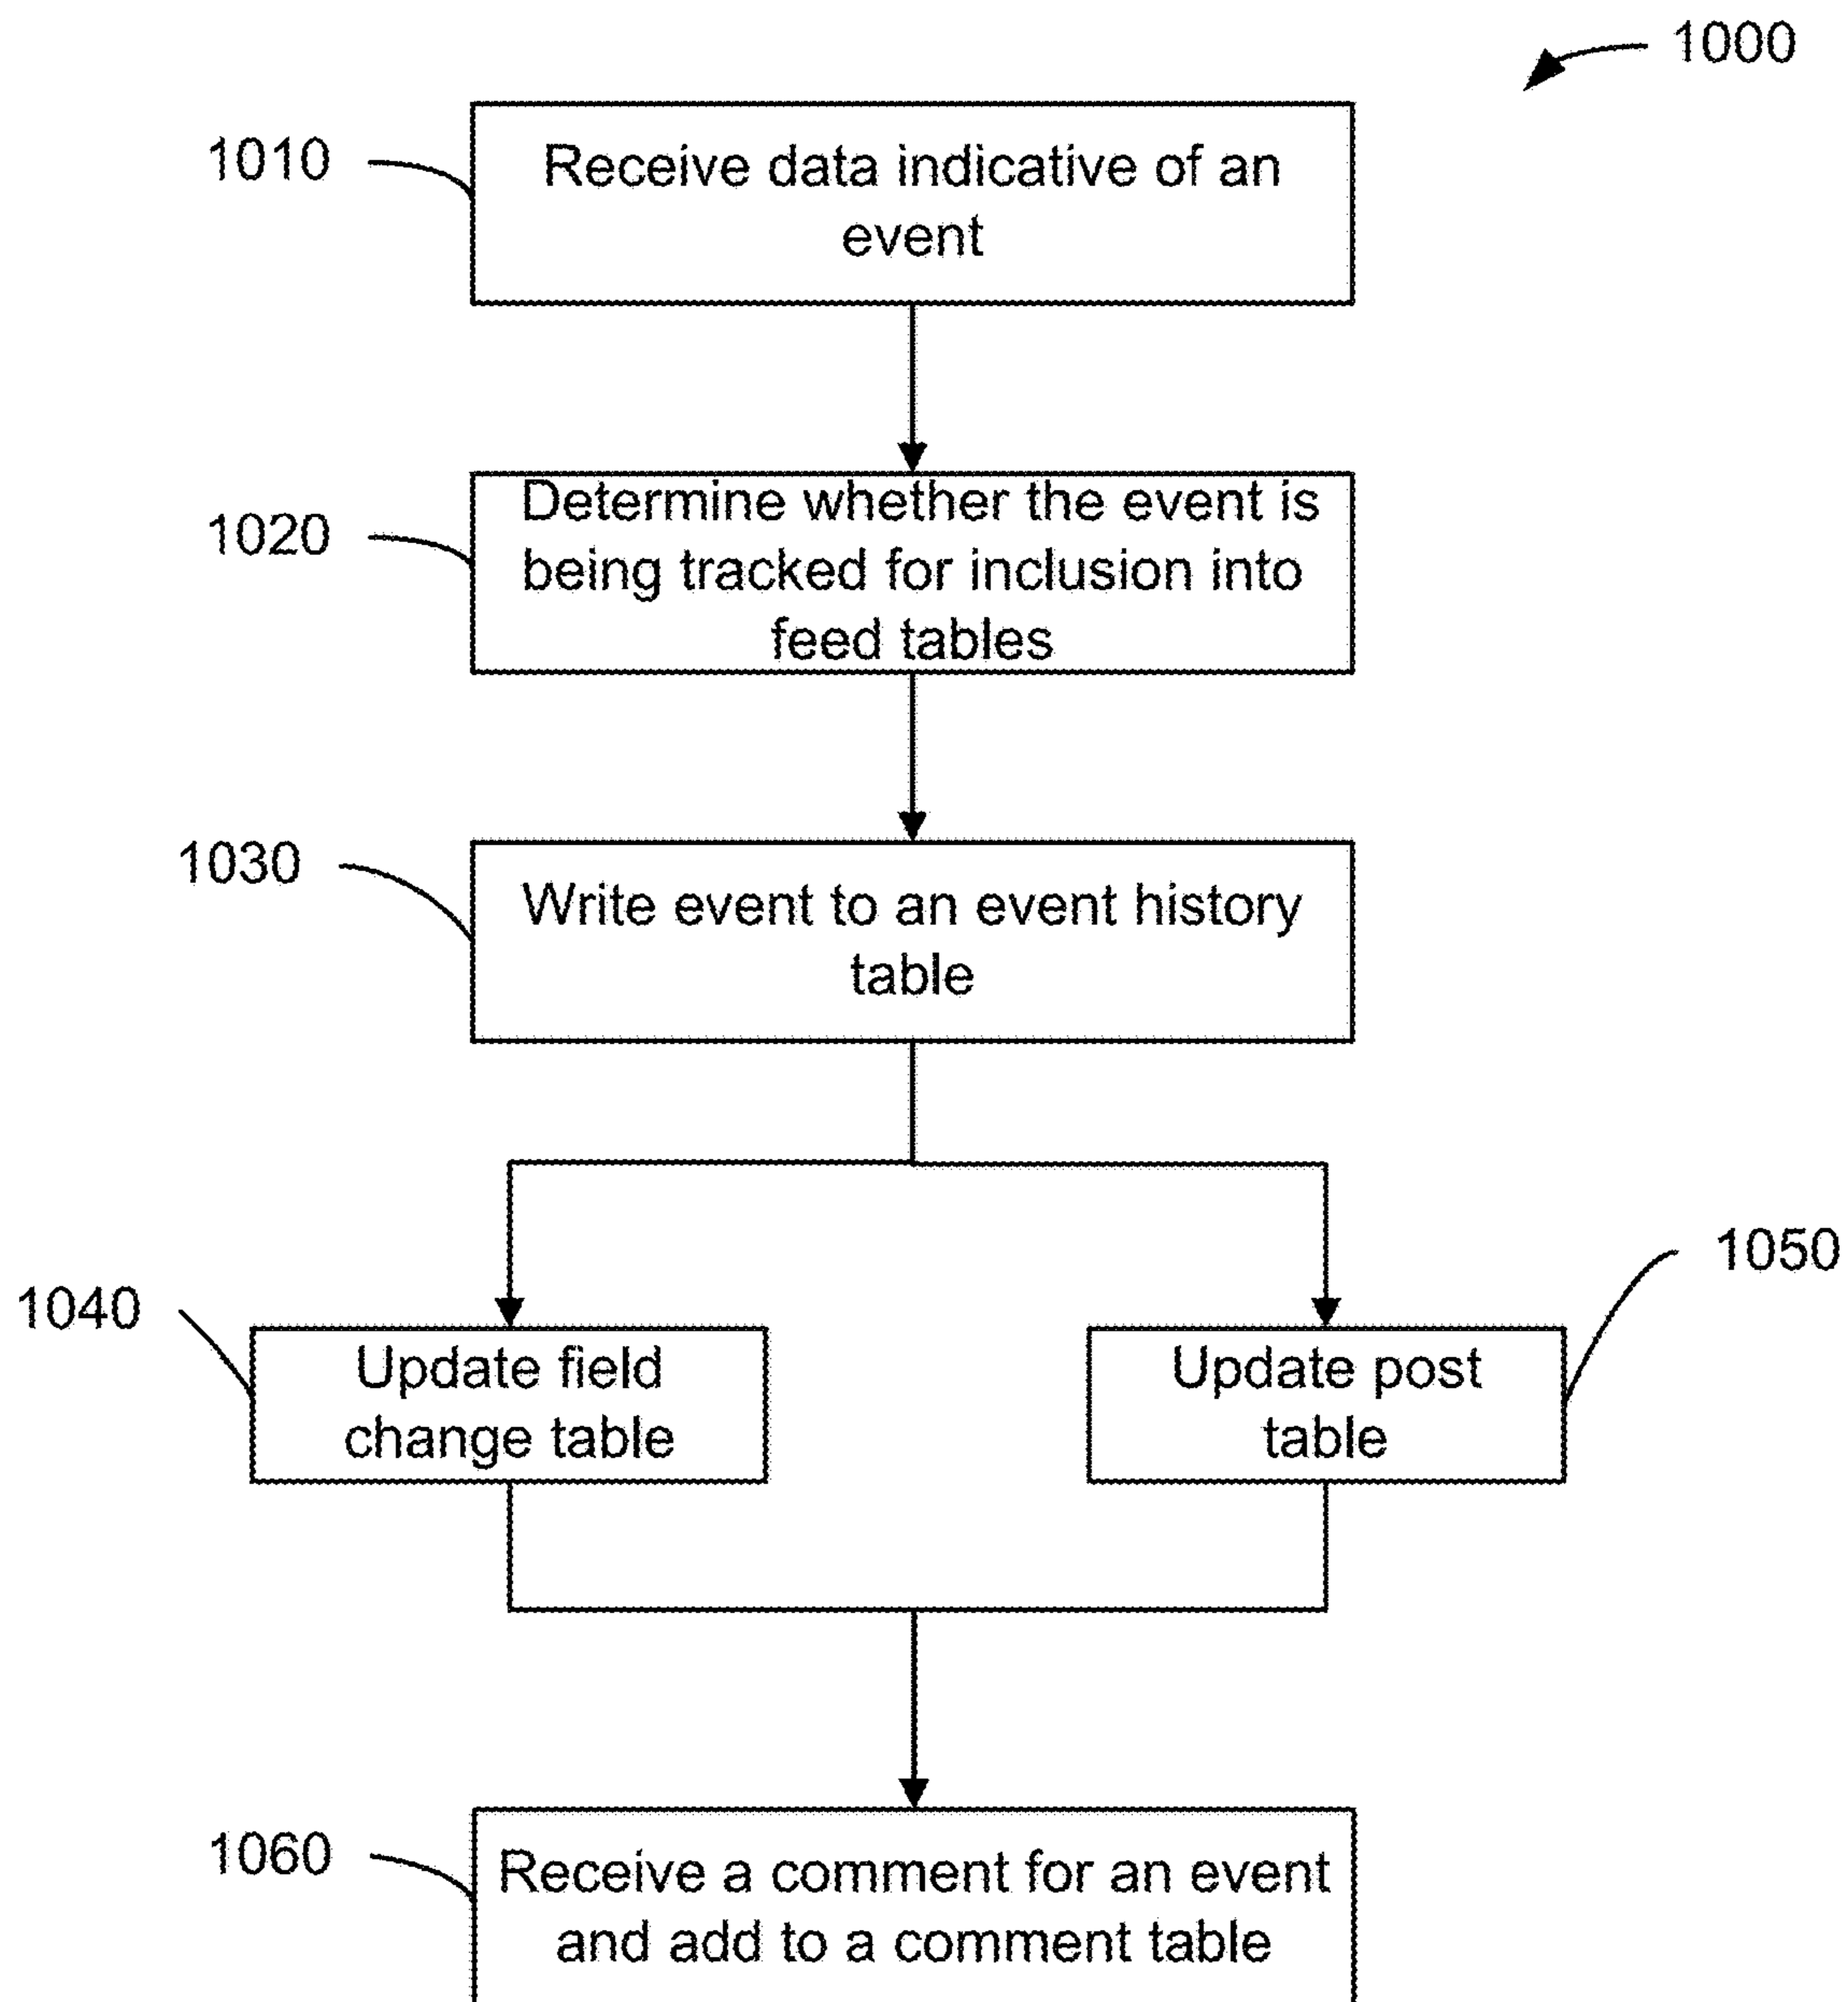 1000
1010
Receive data indicative of an
event
1020
Determine whether the event is
being tracked for inclusion into
feed tables
1030
Write event to an event history
table
1040
Update field
change table
1050
Update post
table
1060
Receive a comment for an event
and add to a comment table